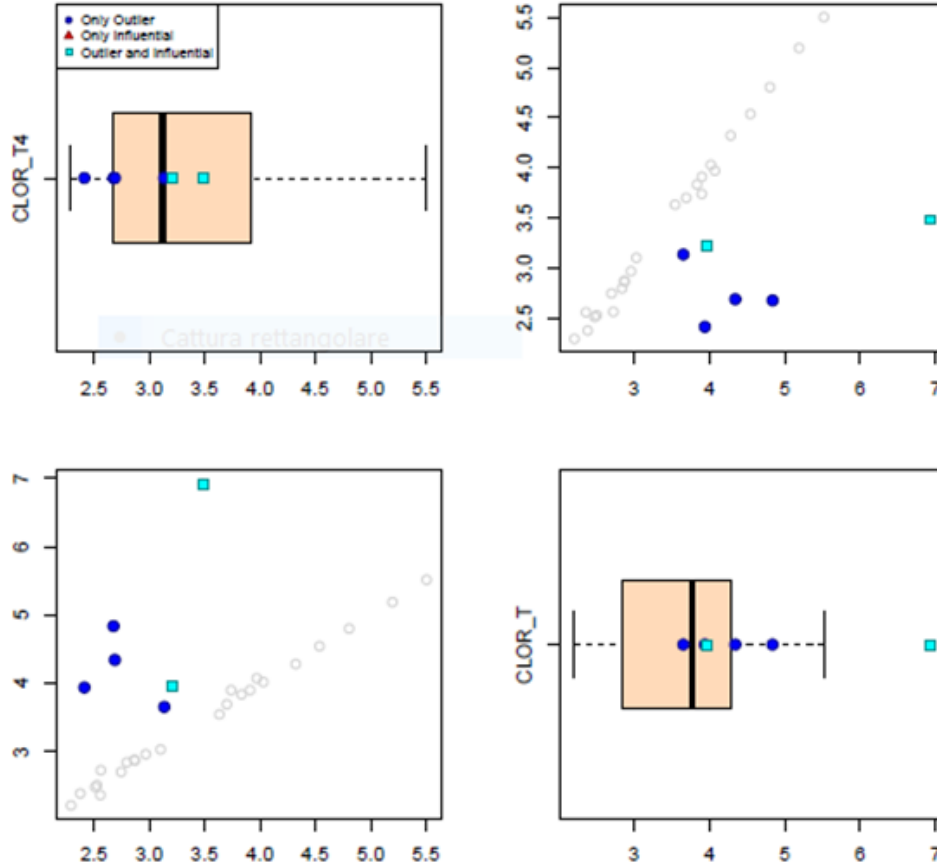 Only Outlier
Only Influential
Outlier and Influential
CLOR_T4
Cattura rettangolare
2.5 3.0 3.5 4.0 4.5 5.0 5.5
5.5
5.0
4.5
4.0
3.5
3.0
2.5
3 4 5 6 7
7
6
5
4
3
2.5 3.0 3.5 4.0 4.5 5.0 5.5
CLOR_T
3 4 5 6 7